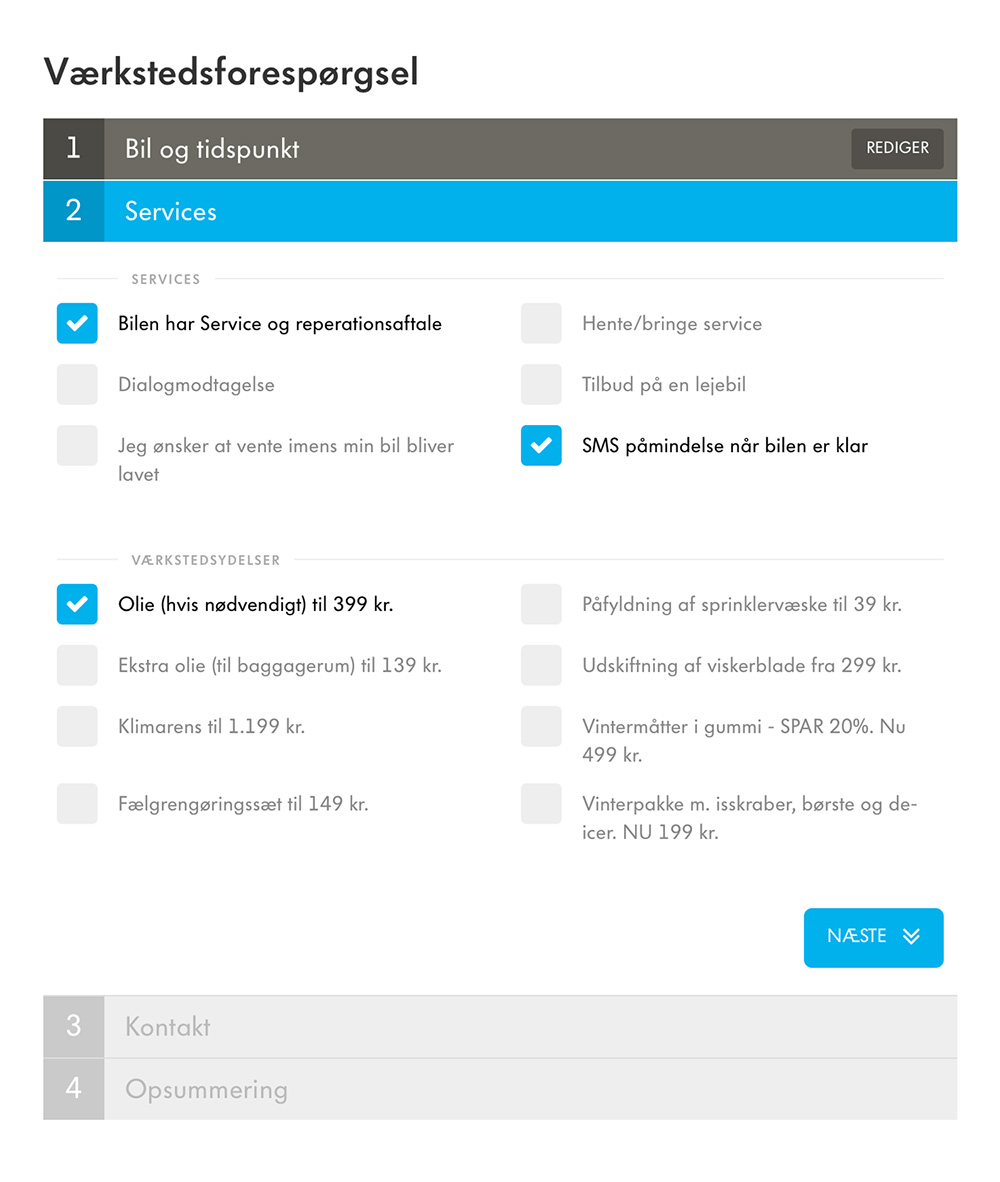 Værkstedsforespørgsel
1 Bil og tidspunkt REDIGER
2 Services
SERVICES
Bilen har Service og reperationsaftale
Hente/bringe service
Dialogmodtagelse
Tilbud på en lejebil
Jeg ønsker at vente imens min bil bliver
lavet
SMS påmindelse når bilen er klar
VÆRKSTEDSYDELSER
Olie (hvis nødvendigt) til 399 kr.
Påfyldning af sprinklervæske til 39 kr.
Ekstra olie (til baggagerum) til 139 kr.
Udskiftning af viskerblade fra 299 kr.
Klimarens til 1.199 kr.
Vintermåtter i gummi - SPAR 20%. Nu
499 kr.
Fælgrengøringssæt til 149 kr.
Vinterpakke m. isskraber, børste og de-
icer. NU 199 kr.
NÆSTE
3 Kontakt
4 Opsummering